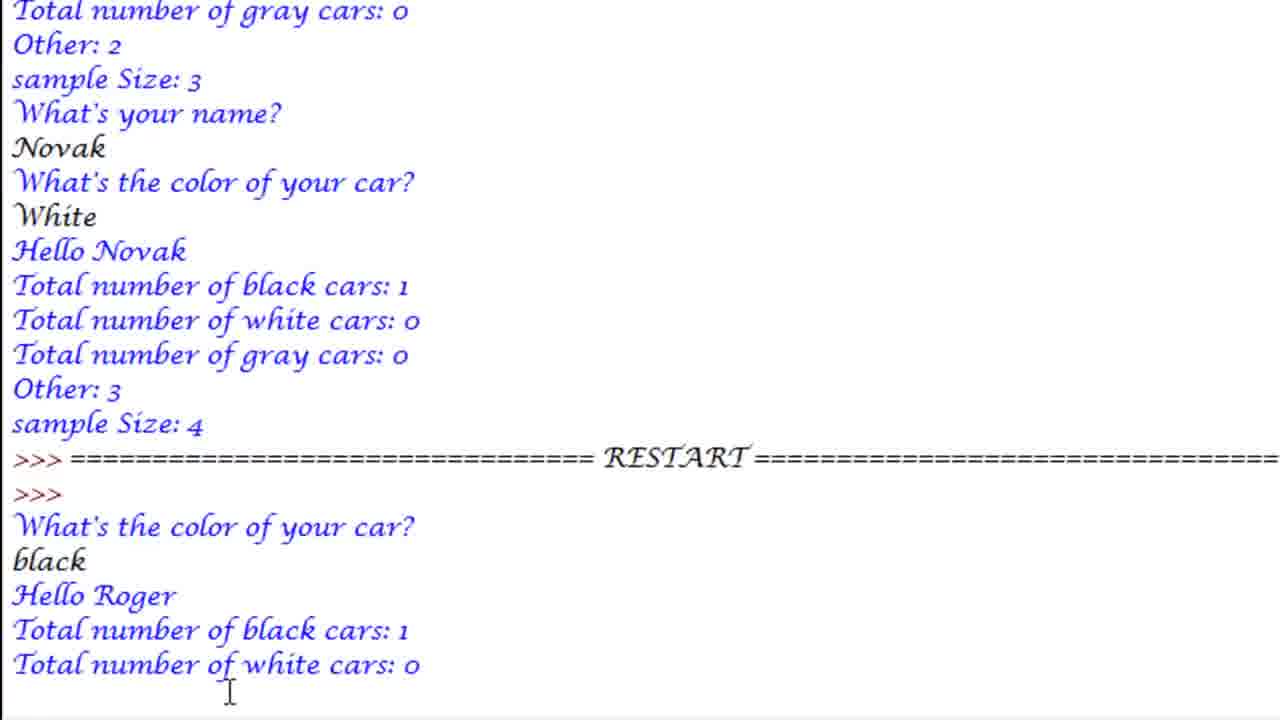 Total number of gray cars: 0
Other: 2
sample Size: 3
What's your name?
Novak
What's the color of your car?
White
Hello Novak
Total number of black cars: 1
Total number of white cars: 0
Total number of gray cars: 0
Other: 3
sample Size: 4
>>> ================================ RESTART ================================
>>>
What's the color of your car?
black
Hello Roger
Total number of black cars: 1
Total number of white cars: 0